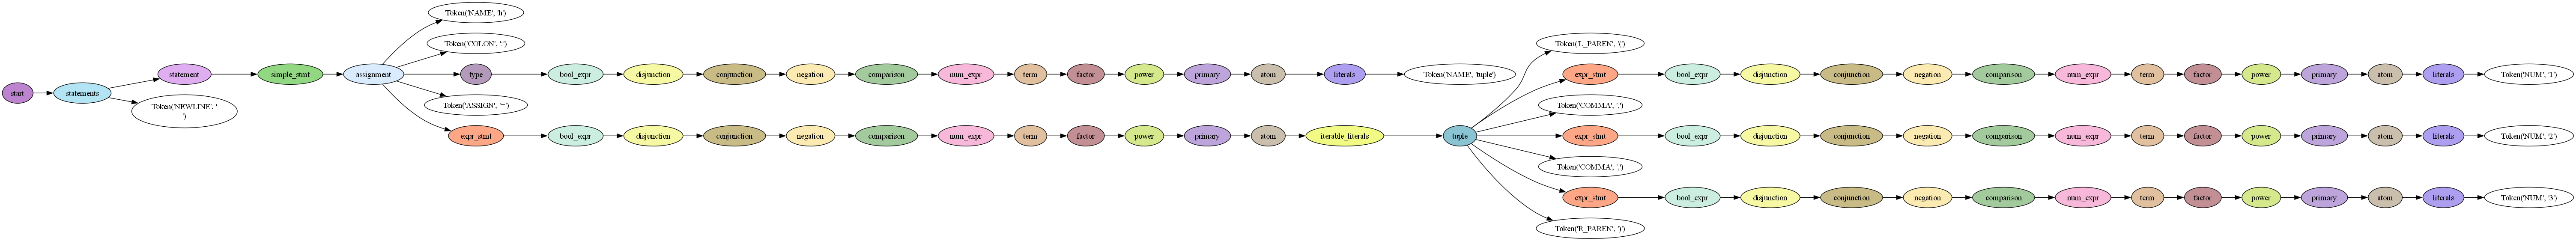 Token('NAME', 'h')
Token('COLON', ':')
Token('L_PAREN', '(')
start
statements
statement
simple_stmt
assignment
type
bool_expr
disjunction
conjunction
negation
comparison
num_expr
term
factor
power
primary
atom
literals
Token('NAME', 'tuple')
expr_stmt
bool_expr
disjunction
conjunction
negation
comparison
num_expr
term
factor
power
primary
atom
literals
Token('NUM', '1')
Token('NEWLINE', '
')
Token('ASSIGN', '=')
Token('COMMA', ',')
expr_stmt
bool_expr
disjunction
conjunction
negation
comparison
num_expr
term
factor
power
primary
atom
iterable_literals
tuple
expr_stmt
bool_expr
disjunction
conjunction
negation
comparison
num_expr
term
factor
power
primary
atom
literals
Token('NUM', '2')
Token('COMMA', ',')
expr_stmt
bool_expr
disjunction
conjunction
negation
comparison
num_expr
term
factor
power
primary
atom
literals
Token('NUM', '3')
Token('R_PAREN', ')')